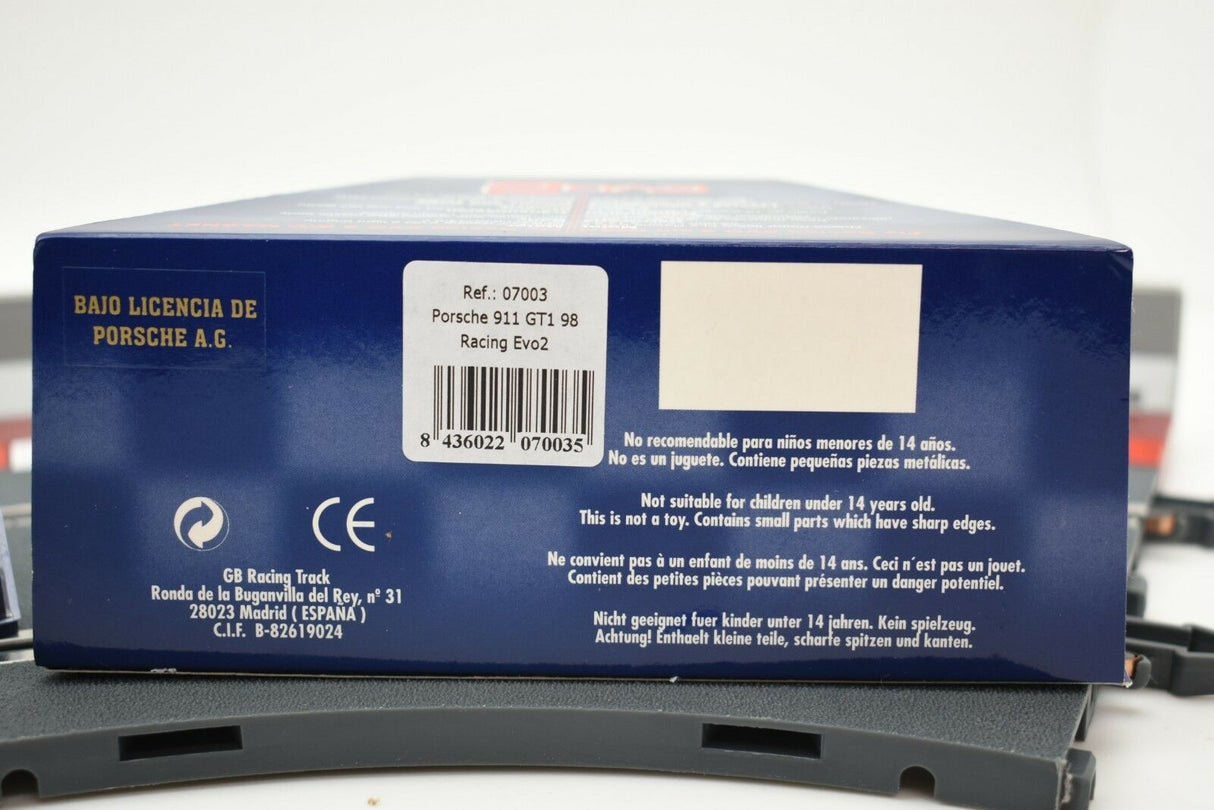 BAJO LICENCIA DE
PORSCHE A.G.
Ref.: 07003
Porsche 911 GT1 98
Racing Evo2
8 436022 070035
No recomendable para niños menores de 14 años.
No es un juguete. Contiene pequeñas piezas metálicas.
Not suitable for children under 14 years old.
This is not a toy. Contains small parts which have sharp edges.
Ne convient pas à un enfant de moins de 14 ans. Ceci n´est pas un jouet.
Contient des petites pièces pouvant présenter un danger potentiel.
Nicht geeignet fuer kinder unter 14 jahren. Kein spielzeug.
Achtung! Enthaelt kleine teile, scharfe spitzen und kanten.
CE
GB Racing Track
Ronda de la Buganvilla del Rey, nº 31
28023 Madrid ( ESPAÑA )
C.I.F. B-82619024